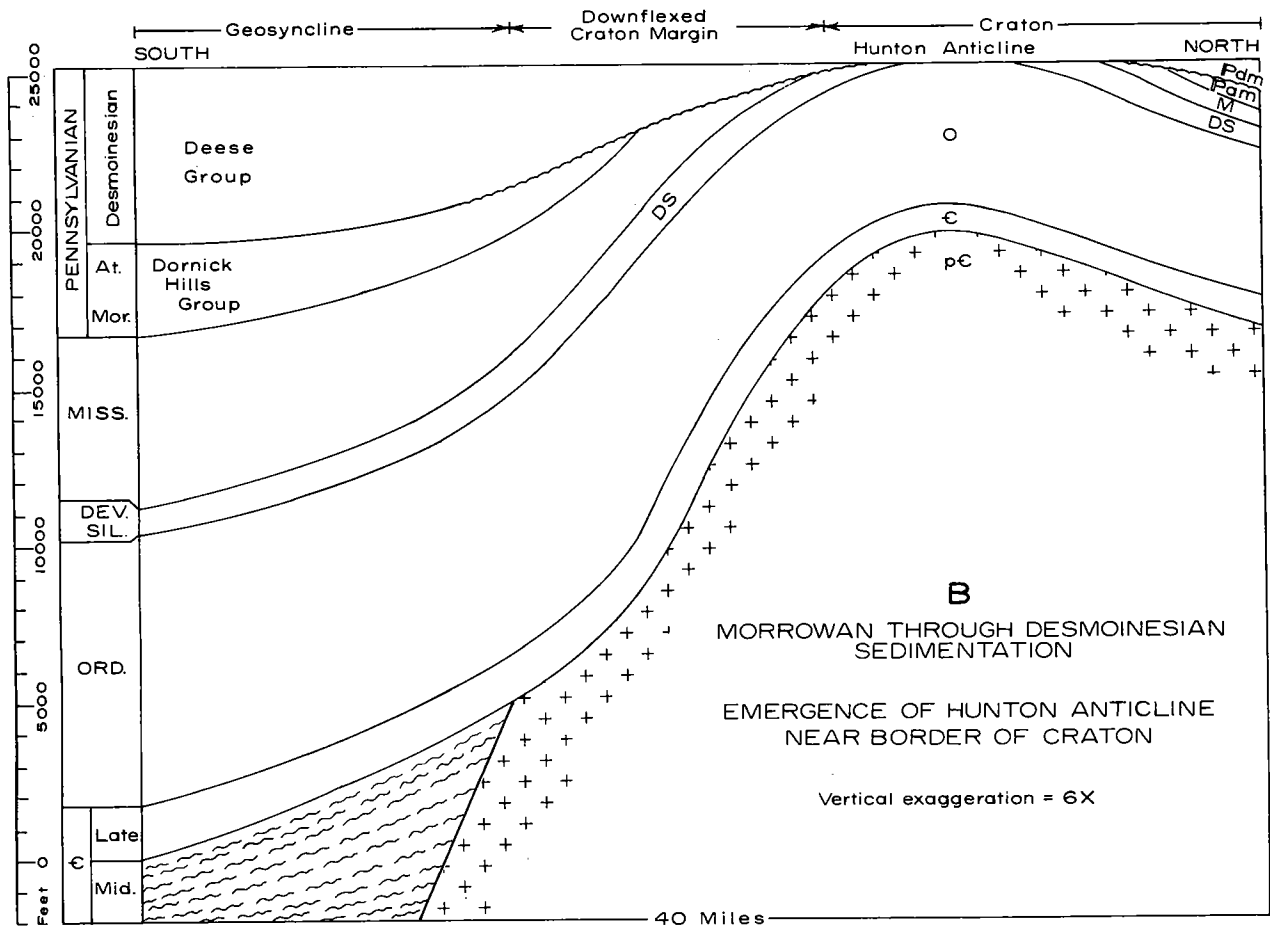 Geosyncline
Downflexed
Craton Margin
Craton
SOUTH
Hunton Anticline
NORTH
25000
20000
15000
10000
5000
0
Feet
PENNSYLVANIAN
Desmoinesian
At.
Mor.
MISS.
DEV.
SIL.
ORD.
Є
Late
Mid.
Deese
Group
Dornick
Hills
Group
DS
O
Є
pЄ
Pdm
Pam
M
DS
B
MORROWAN THROUGH DESMOINESIAN
SEDIMENTATION
EMERGENCE OF HUNTON ANTICLINE
NEAR BORDER OF CRATON
Vertical exaggeration = 6X
40 Miles